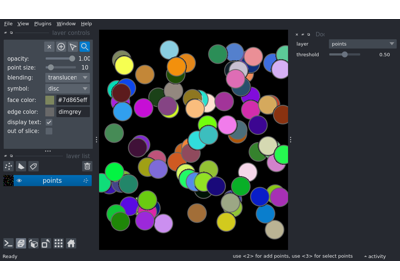 File View Plugins Window Help
layer controls
opacity: 1.00
point size: 10
blending: translucen
symbol: disc
face color: #7d865eff
edge color: dimgrey
display text:
out of slice:
layer list
points
layer points
threshold 0.50
Ready use <2> for add points, use <3> for select points activity